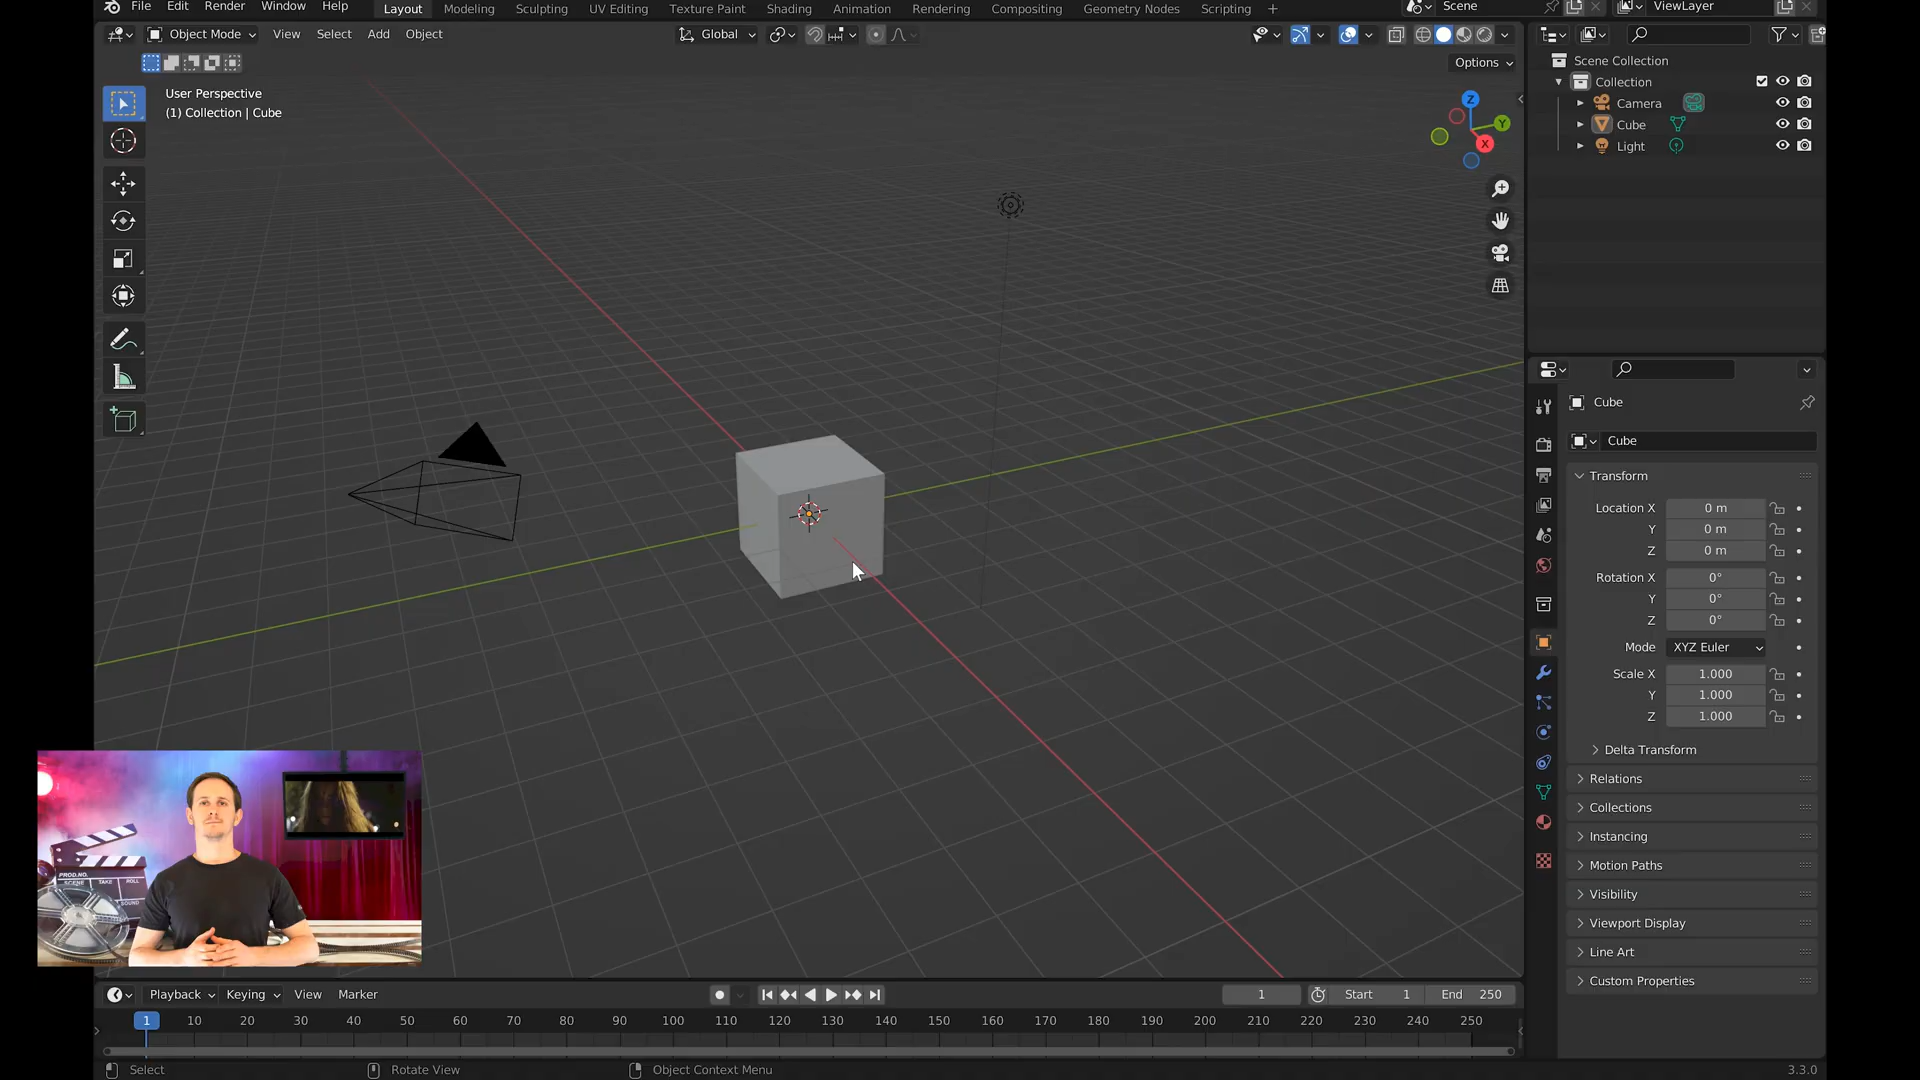 File Edit Render Window Help Layout Modeling Sculpting UV Editing Texture Paint Shading Animation Rendering Compositing Geometry Nodes Scripting + Scene ViewLayer
Object Mode View Select Add Object Global
Options
User Perspective
(1) Collection | Cube
Z
Y
X
Scene Collection
Collection
Camera
Cube
Light
Cube
Cube
Transform
Location X 0 m
Y 0 m
Z 0 m
Rotation X 0°
Y 0°
Z 0°
Mode XYZ Euler
Scale X 1.000
Y 1.000
Z 1.000
Delta Transform
Relations
Collections
Instancing
Motion Paths
Visibility
Viewport Display
Line Art
Custom Properties
PROD.NO.
SCENE TAKE ROLL
SOUND
Playback Keying View Marker 1 Start 1 End 250
1 10 20 30 40 50 60 70 80 90 100 110 120 130 140 150 160 170 180 190 200 210 220 230 240 250
Select Rotate View Object Context Menu 3.3.0